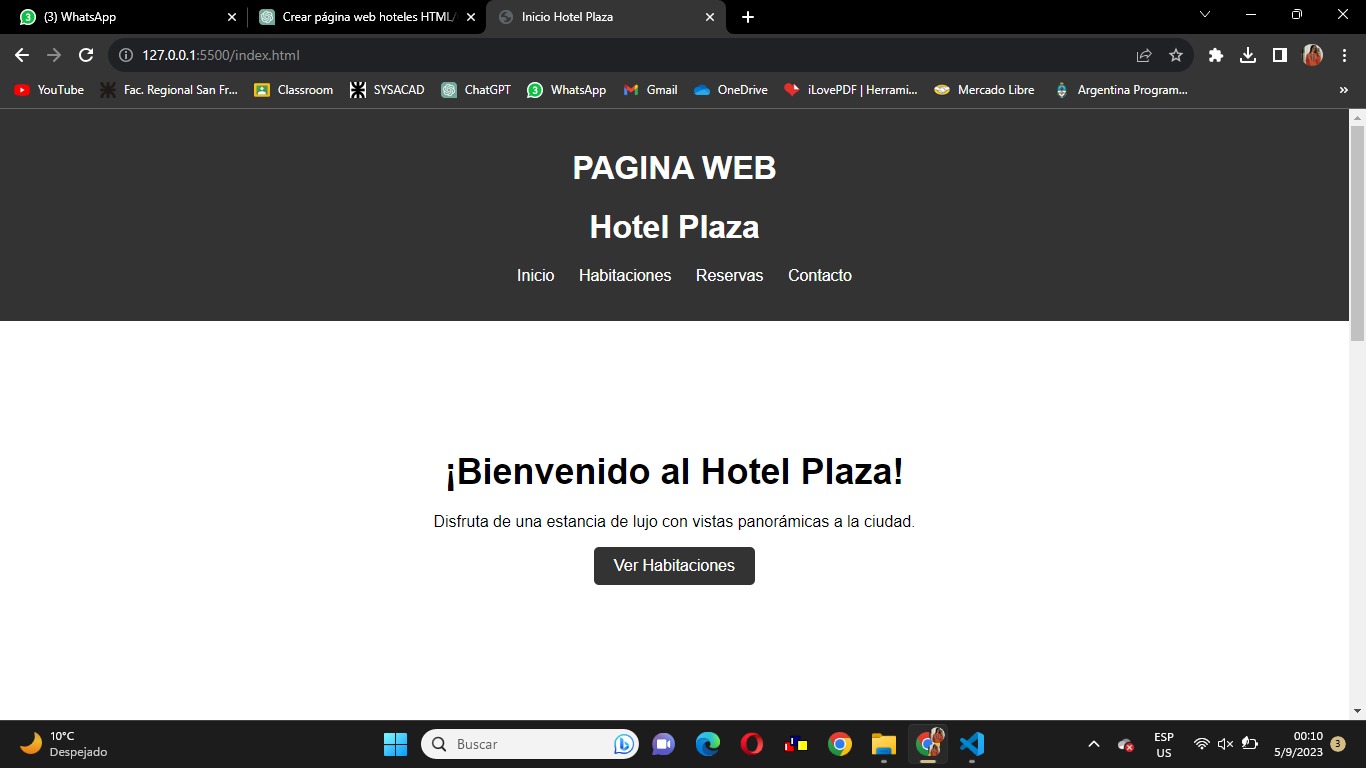 (3) WhatsApp
Crear página web hoteles HTML/
Inicio Hotel Plaza
127.0.0.1:5500/index.html
YouTube
Fac. Regional San Fr...
Classroom
SYSACAD
ChatGPT
3
WhatsApp
Gmail
OneDrive
iLovePDF | Herrami...
Mercado Libre
Argentina Program...
»
PAGINA WEB
Hotel Plaza
Inicio Habitaciones Reservas Contacto
¡Bienvenido al Hotel Plaza!
Disfruta de una estancia de lujo con vistas panorámicas a la ciudad.
Ver Habitaciones
10°C
Despejado
Buscar
ESP
US
00:10
5/9/2023
3